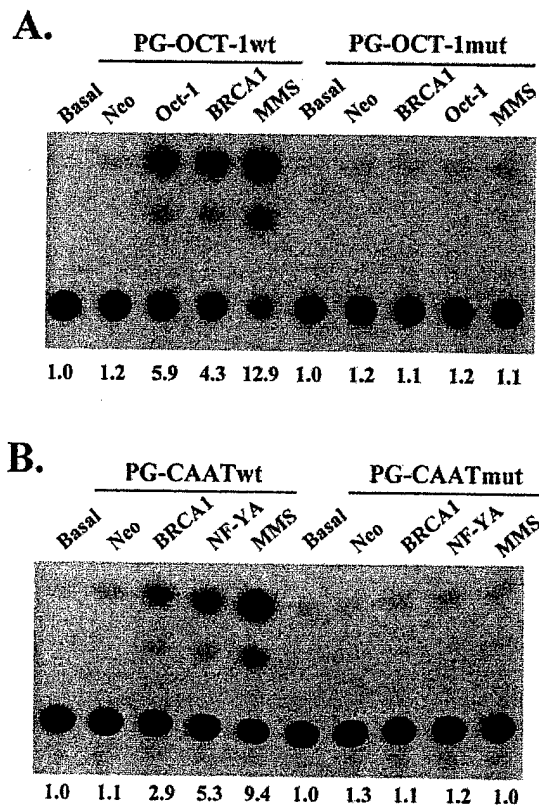 A.
PG-OCT-1wt PG-OCT-1mut
Basal Neo Oct-1 BRCA1 MMS Basal Neo BRCA1 Oct-1 MMS
1.0 1.2 5.9 4.3 12.9 1.0 1.2 1.1 1.2 1.1
B.
PG-CAATwt PG-CAATmut
Basal Neo BRCA1 NF-YA MMS Basal Neo BRCA1 NF-YA MMS
1.0 1.1 2.9 5.3 9.4 1.0 1.3 1.1 1.2 1.0